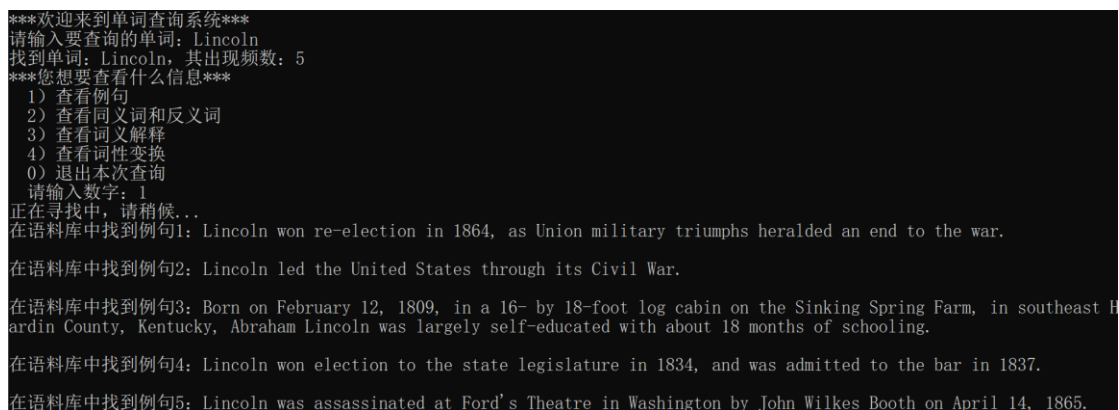 ***欢迎来到单词查询系统***
请输入要查询的单词：Lincoln
找到单词：Lincoln，其出现频数：5
***您想要查看什么信息***
1）查看例句
2）查看同义词和反义词
3）查看词义解释
4）查看词性变换
0）退出本次查询
请输入数字：1
正在寻找中，请稍候...
在语料库中找到例句1：Lincoln won re-election in 1864, as Union military triumphs heralded an end to the war.
在语料库中找到例句2：Lincoln led the United States through its Civil War.
在语料库中找到例句3：Born on February 12, 1809, in a 16- by 18-foot log cabin on the Sinking Spring Farm, in southeast H
ardin County, Kentucky, Abraham Lincoln was largely self-educated with about 18 months of schooling.
在语料库中找到例句4：Lincoln won election to the state legislature in 1834, and was admitted to the bar in 1837.
在语料库中找到例句5：Lincoln was assassinated at Ford's Theatre in Washington by John Wilkes Booth on April 14, 1865.